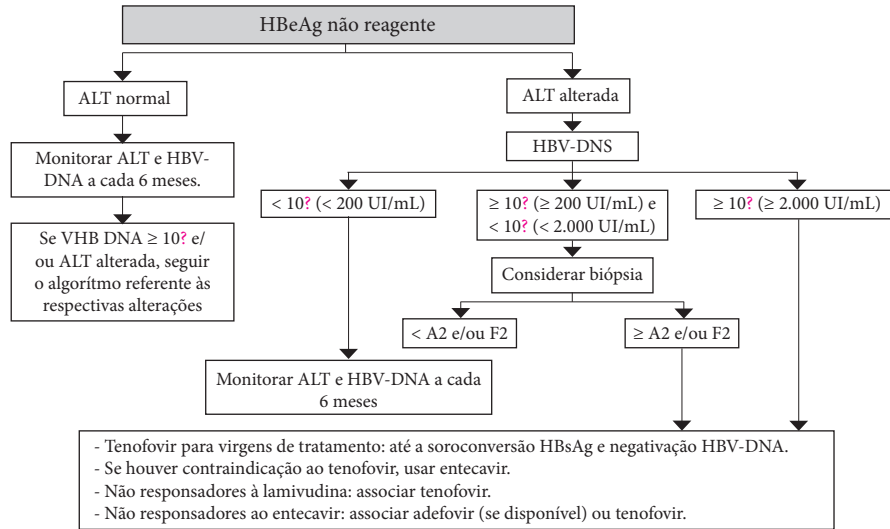 HBeAg não reagente
ALT normal
Monitorar ALT e HBV-
DNA a cada 6 meses.
Se VHB DNA ≥ 10? e/
ou ALT alterada, seguir
o algorítmo referente às
respectivas alterações
ALT alterada
HBV-DNS
< 10? (< 200 UI/mL)
≥ 10? (≥ 200 UI/mL) e
< 10? (< 2.000 UI/mL)
≥ 10? (≥ 2.000 UI/mL)
Considerar biópsia
< A2 e/ou F2
≥ A2 e/ou F2
Monitorar ALT e HBV-DNA a cada
6 meses
- Tenofovir para virgens de tratamento: até a soroconversão HBsAg e negativação HBV-DNA.
- Se houver contraindicação ao tenofovir, usar entecavir.
- Não responsadores à lamivudina: associar tenofovir.
- Não responsadores ao entecavir: associar adefovir (se disponível) ou tenofovir.